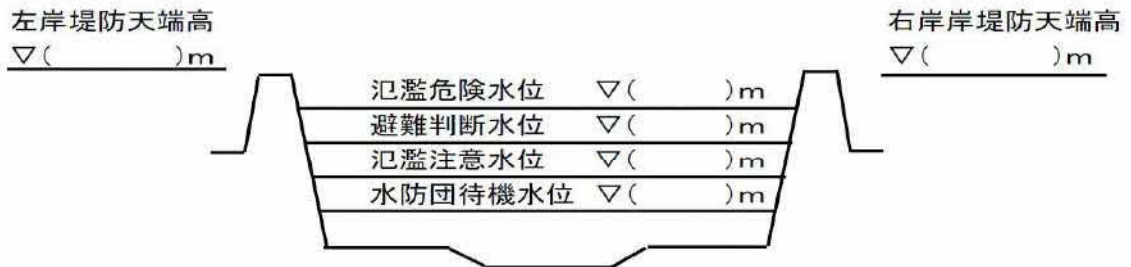 左岸堤防天端高
▽(　　　)m
右岸岸堤防天端高
▽(　　　)m
氾濫危険水位　▽(　　　)m
避難判断水位　▽(　　　)m
氾濫注意水位　▽(　　　)m
水防団待機水位　▽(　　　)m